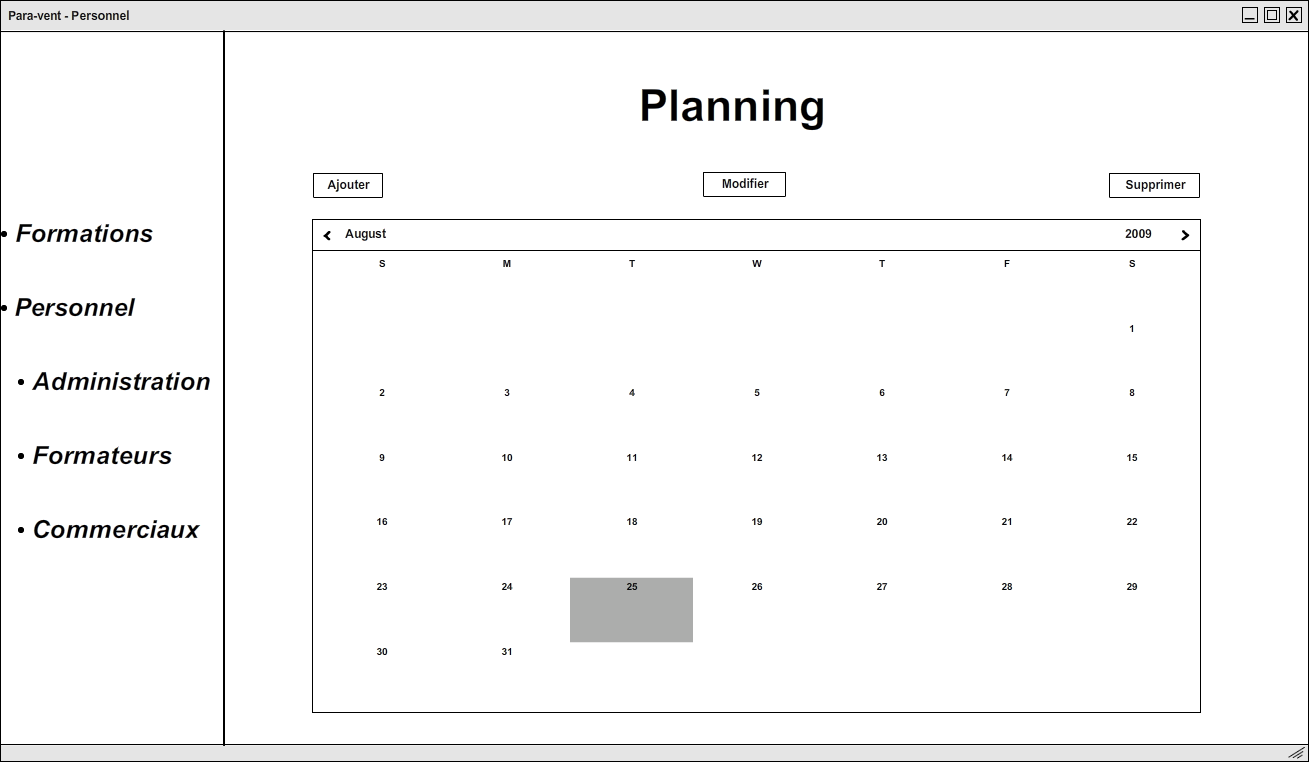 Para-vent - Personnel
Planning
Ajouter Modifier Supprimer
• Formations
• Personnel
• Administration
• Formateurs
• Commerciaux
August 2009
S M T W T F S
1
2 3 4 5 6 7 8
9 10 11 12 13 14 15
16 17 18 19 20 21 22
23 24 25 26 27 28 29
30 31